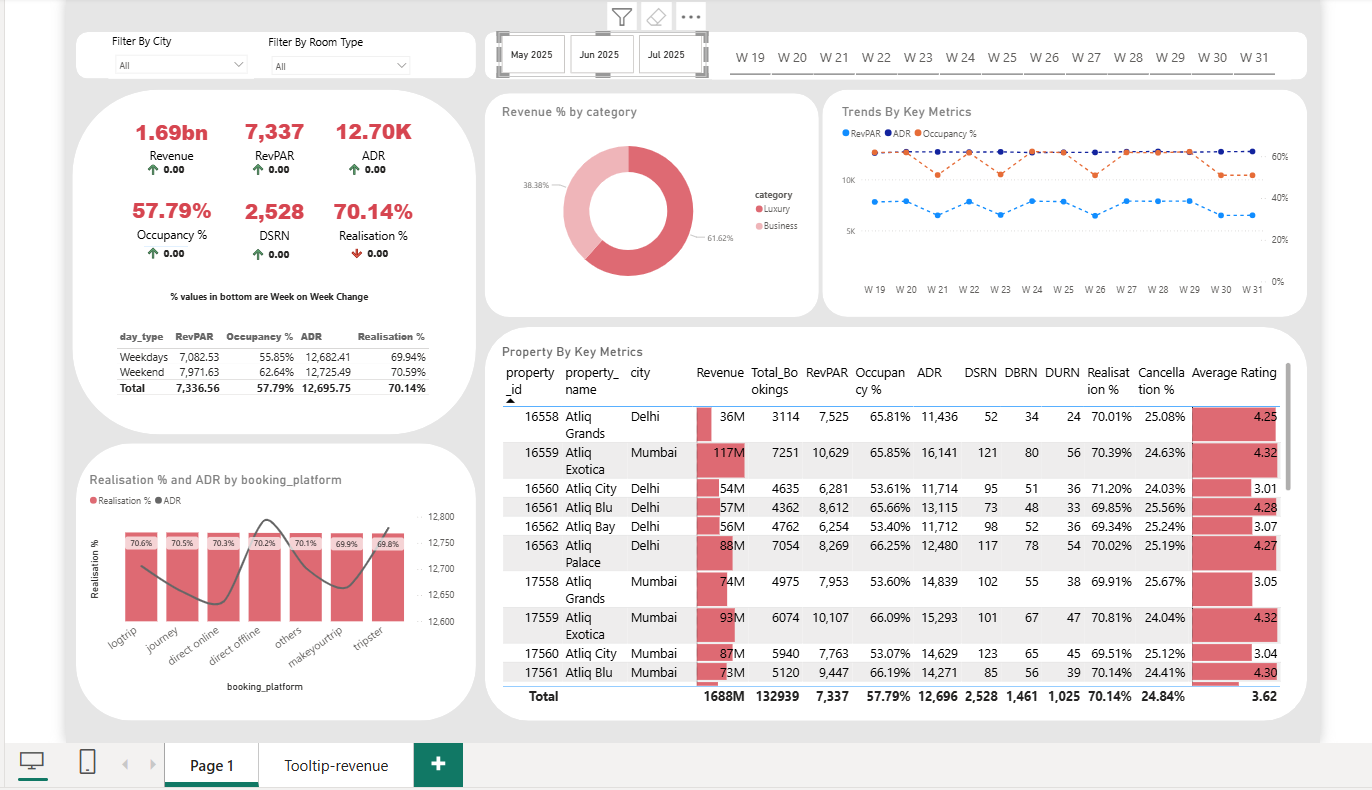 Filter By City
All
Filter By Room Type
All
May 2025 Jun 2025 Jul 2025
W 19 W 20 W 21 W 22 W 23 W 24 W 25 W 26 W 27 W 28 W 29 W 30 W 31
1.69bn 7,337 12.70K
Revenue RevPAR ADR
0.00 0.00 0.00
57.79% 2,528 70.14%
Occupancy % DSRN Realisation %
0.00 0.00 0.00
% values in bottom are Week on Week Change
day_type RevPAR Occupancy % ADR Realisation %
Weekdays 7,082.53 55.85% 12,682.41 69.94%
Weekend 7,971.63 62.64% 12,725.49 70.59%
Total 7,336.56 57.79% 12,695.75 70.14%
Revenue % by category
38.38%
61.62%
category
Luxury
Business
Trends By Key Metrics
RevPAR ADR Occupancy %
10K
5K
60%
40%
20%
0%
W 19 W 20 W 21 W 22 W 23 W 24 W 25 W 26 W 27 W 28 W 29 W 30 W 31
Realisation % and ADR by booking_platform
Realisation % ADR
Realisation %
70.6% 70.5% 70.3% 70.2% 70.1% 69.9% 69.8%
12,800
12,750
12,700
12,650
12,600
logtrip journey direct online direct offline others makeyourtrip tripster
booking_platform
Property By Key Metrics
property property_ city Revenue Total_Bo RevPAR Occupan ADR DSRN DBRN DURN Realisat Cancella Average Rating
_id name okings cy % ion % tion %
16558 Atliq Delhi 36M 3114 7,525 65.81% 11,436 52 34 24 70.01% 25.08% 4.25
Grands
16559 Atliq Mumbai 117M 7251 10,629 65.85% 16,141 121 80 56 70.39% 24.63% 4.32
Exotica
16560 Atliq City Delhi 54M 4635 6,281 53.61% 11,714 95 51 36 71.20% 24.03% 3.01
16561 Atliq Blu Delhi 57M 4362 8,612 65.66% 13,115 73 48 33 69.85% 25.56% 4.28
16562 Atliq Bay Delhi 56M 4762 6,254 53.40% 11,712 98 52 36 69.34% 25.24% 3.07
16563 Atliq Delhi 88M 7054 8,269 66.25% 12,480 117 78 54 70.02% 25.19% 4.27
Palace
17558 Atliq Mumbai 74M 4975 7,953 53.60% 14,839 102 55 38 69.91% 25.67% 3.05
Grands
17559 Atliq Mumbai 93M 6074 10,107 66.09% 15,293 101 67 47 70.81% 24.04% 4.32
Exotica
17560 Atliq City Mumbai 87M 5940 7,763 53.07% 14,629 123 65 45 69.51% 25.12% 3.04
17561 Atliq Blu Mumbai 73M 5120 9,447 66.19% 14,271 85 56 39 70.14% 24.41% 4.30
Total 1688M 132939 7,337 57.79% 12,696 2,528 1,461 1,025 70.14% 24.84% 3.62
Page 1 Tooltip-revenue +